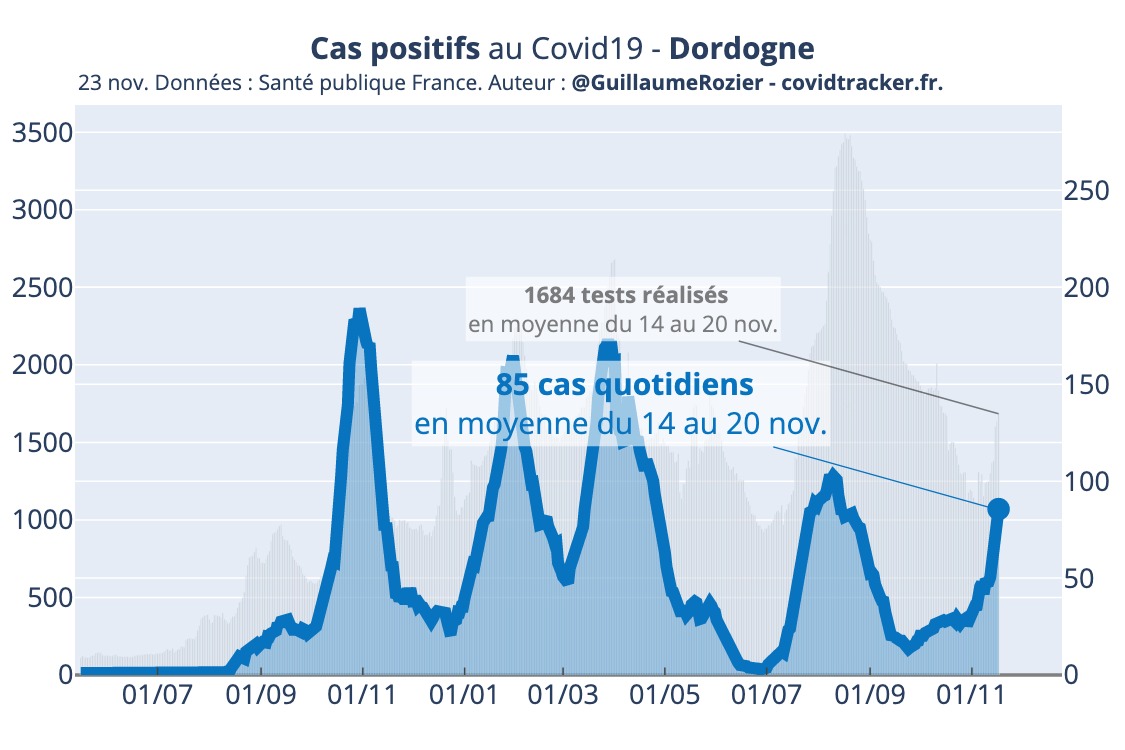 Cas positifs au Covid19 - Dordogne
23 nov. Données : Santé publique France. Auteur : @GuillaumeRozier - covidtracker.fr.
3500
3000
2500
2000
1500
1000
500
0
250
200
150
100
50
0
1684 tests réalisés
en moyenne du 14 au 20 nov.
85 cas quotidiens
en moyenne du 14 au 20 nov.
01/07 01/09 01/11 01/01 01/03 01/05 01/07 01/09 01/11